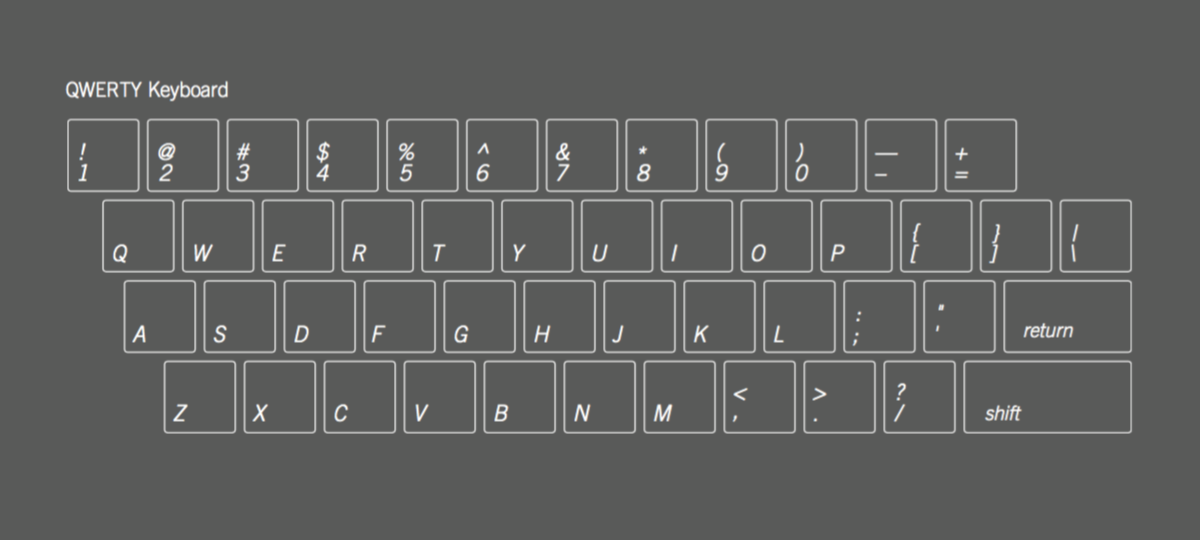 QWERTY Keyboard
! @ # $ % ^ & * ( ) — +
1 2 3 4 5 6 7 8 9 0 – =
{ } |
Q W E R T Y U I O P [ ] \
: "
A S D F G H J K L ; ' return
< > ?
Z X C V B N M , . / shift